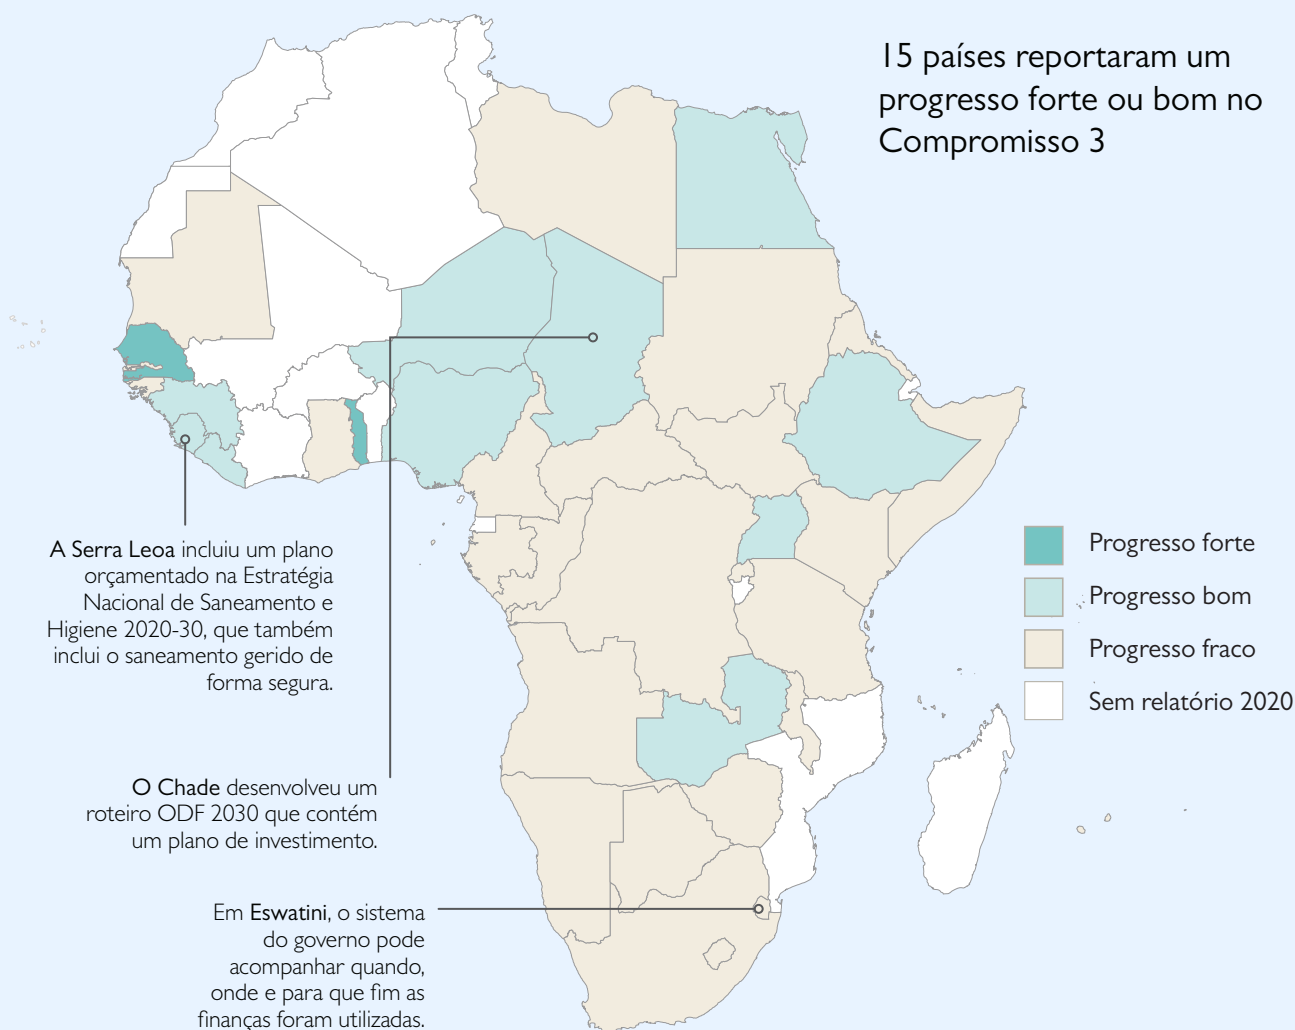 15 países reportaram um
progresso forte ou bom no
Compromisso 3
A Serra Leoa incluiu um plano
orçamentado na Estratégia
Nacional de Saneamento e
Higiene 2020-30, que também
inclui o saneamento gerido de
forma segura.
O Chade desenvolveu um
roteiro ODF 2030 que contém
um plano de investimento.
Em Eswatini, o sistema
do governo pode
acompanhar quando,
onde e para que fim as
finanças foram utilizadas.
Progresso forte
Progresso bom
Progresso fraco
Sem relatório 2020